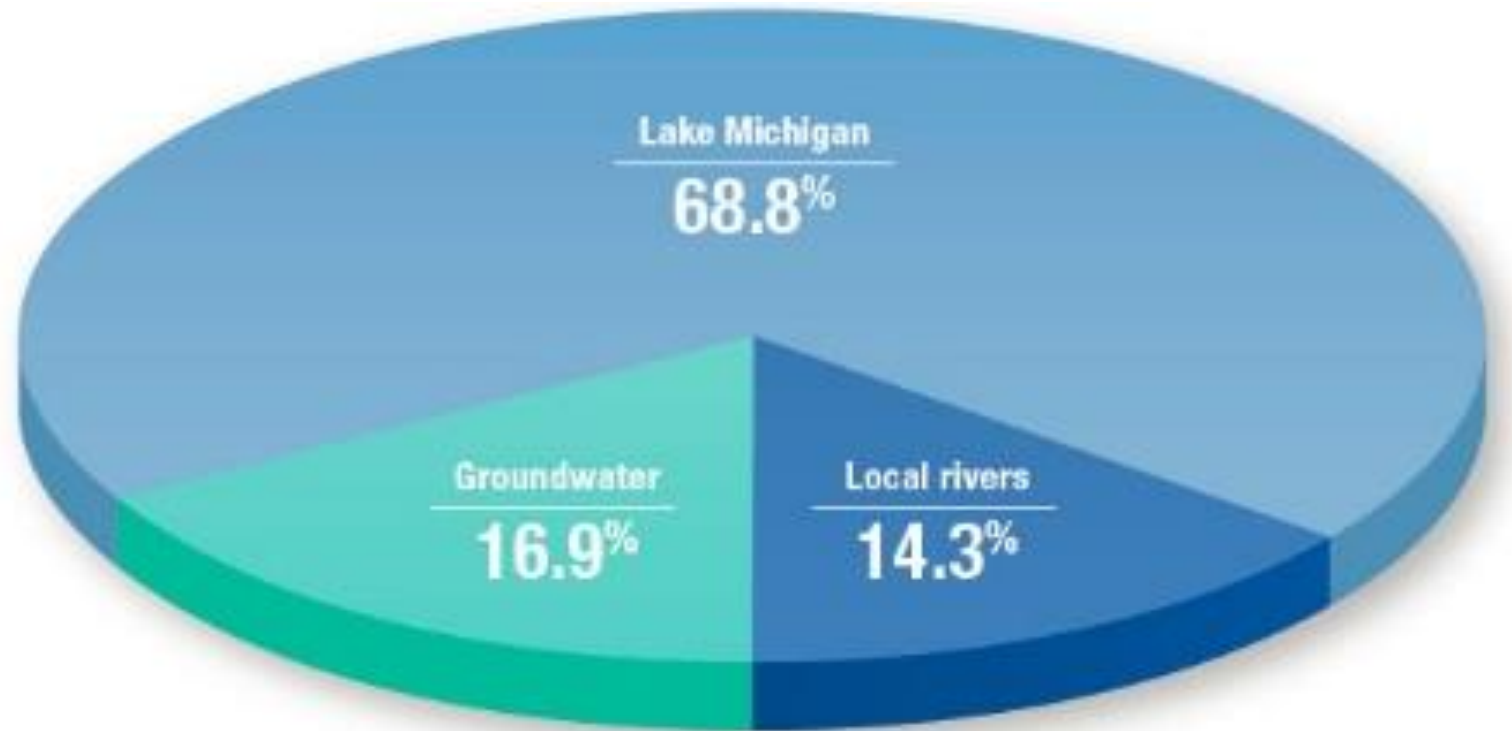 Lake Michigan
68.8%
Groundwater
16.9%
Local rivers
14.3%